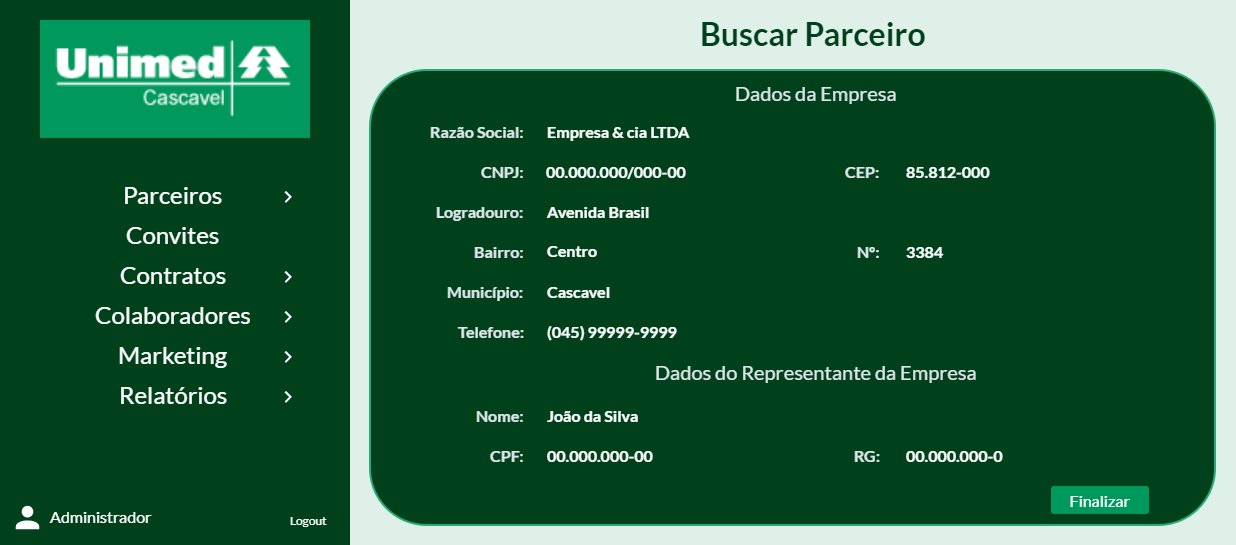 Unimed
Cascavel
Parceiros
Convites
Contratos
Colaboradores
Marketing
Relatórios
Administrador
Logout
Buscar Parceiro
Dados da Empresa
Razão Social: Empresa & cia LTDA
CNPJ: 00.000.000/000-00 CEP: 85.812-000
Logradouro: Avenida Brasil
Bairro: Centro Nº: 3384
Município: Cascavel
Telefone: (045) 99999-9999
Dados do Representante da Empresa
Nome: João da Silva
CPF: 00.000.000-00 RG: 00.000.000-0
Finalizar